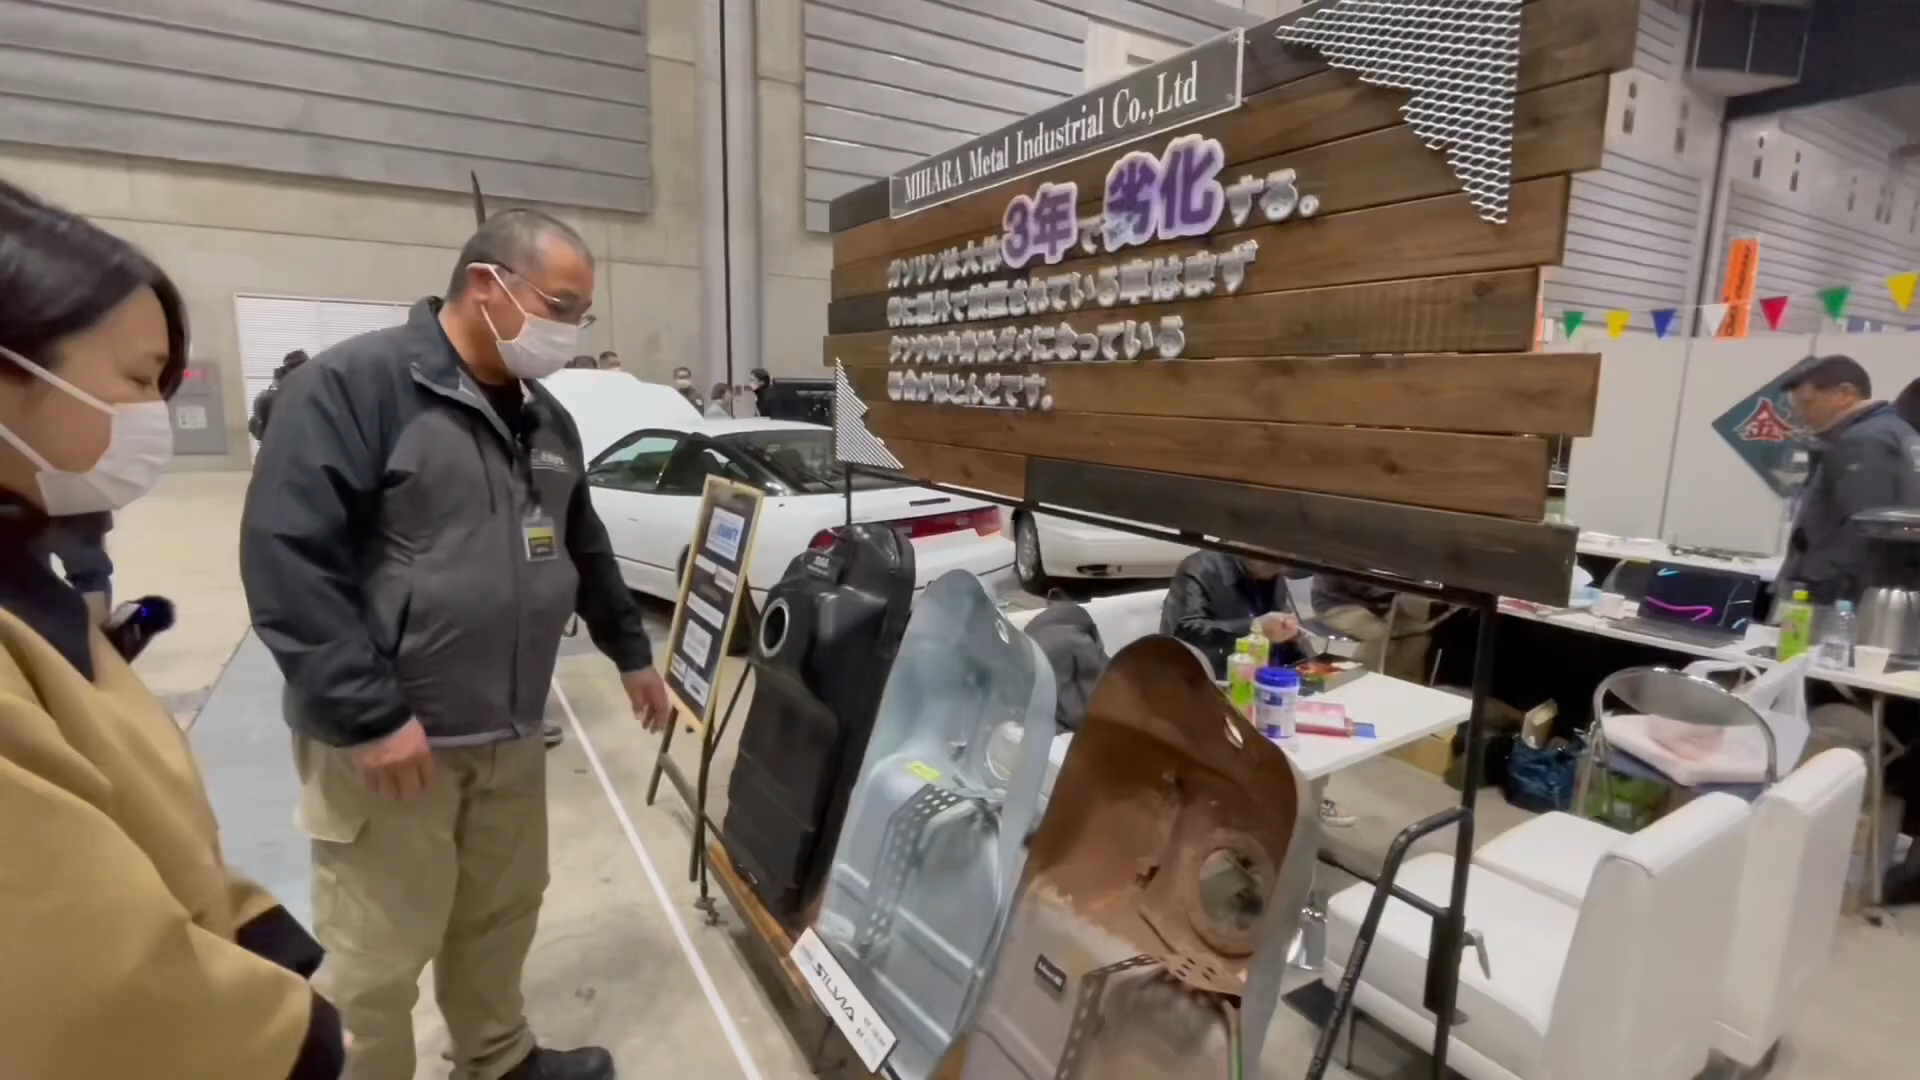 MIHARA Metal Industrial Co.,Ltd
ガソリンは大体3年で劣化する。
特に屋外で放置されている車はまず
タンクの中身はダメになっている
場合がほとんどです。
SILVIA
金